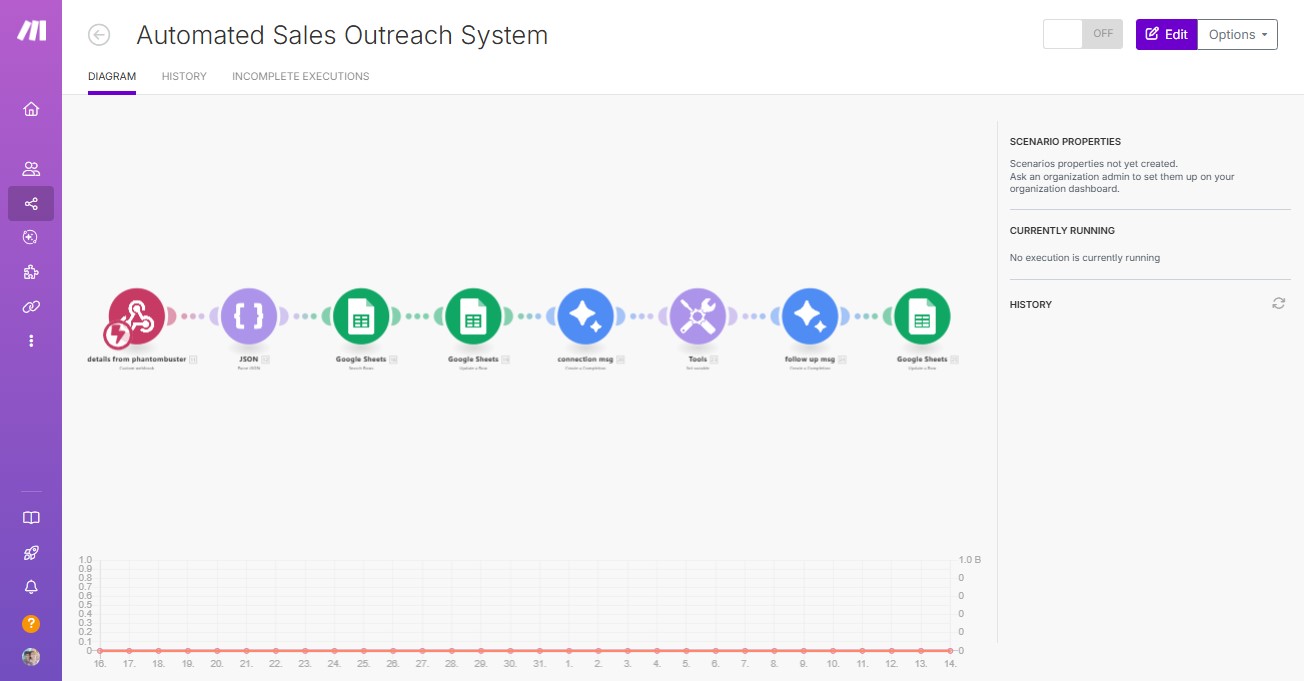 Automated Sales Outreach System
OFF
Edit
Options
DIAGRAM
HISTORY
INCOMPLETE EXECUTIONS
SCENARIO PROPERTIES
Scenarios properties not yet created.
Ask an organization admin to set them up on your
organization dashboard.
CURRENTLY RUNNING
No execution is currently running
HISTORY
details from phantombuster
Custom webhook
JSON
Parse JSON
Google Sheets
Search Rows
Google Sheets
Update a Row
connection msg
Create a Completion
Tools
Set variable
follow up msg
Create a Completion
Google Sheets
Update a Row
1.0
0.9
0.8
0.7
0.6
0.5
0.4
0.3
0.2
0.1
0
1.0 B
0
0
0
0
0
16. 17. 18. 19. 20. 21. 22. 23. 24. 25. 26. 27. 28. 29. 30. 31. 1. 2. 3. 4. 5. 6. 7. 8. 9. 10. 11. 12. 13. 14.
?